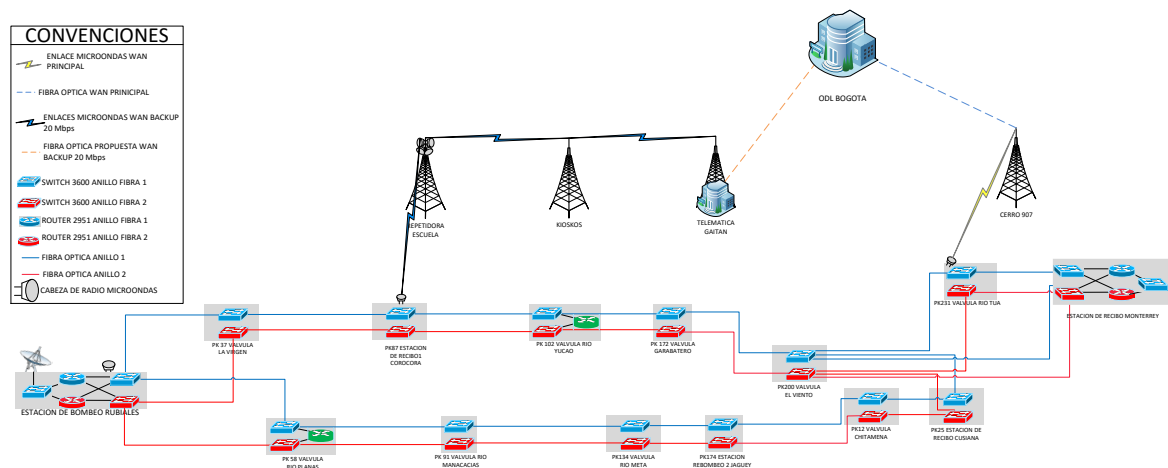 CONVENCIONES
ENLACE MICROONDAS WAN
PRINCIPAL
FIBRA OPTICA WAN PRINICIPAL
ENLACES MICROONDAS WAN BACKUP
20 Mbps
FIBRA OPTICA PROPUESTA WAN
BACKUP 20 Mbps
SWITCH 3600 ANILLO FIBRA 1
SWITCH 3600 ANILLO FIBRA 2
ROUTER 2951 ANILLO FIBRA 1
ROUTER 2951 ANILLO FIBRA 2
FIBRA OPTICA ANILLO 1
FIBRA OPTICA ANILLO 2
CABEZA DE RADIO MICROONDAS
ODL BOGOTA
REPETIDORA
ESCUELA
KIOSKOS
TELEMATICA
GAITAN
CERRO 907
PK231 VALVULA RIO TUA
ESTACION DE RECIBO MONTERREY
PK 37 VALVULA
LA VIRGEN
PK87 ESTACION
DE RECIBO1
COROCORA
PK 102 VALVULA RIO
YUCAO
PK 172 VALVULA
GARABATERO
PK200 VALVULA
EL VIENTO
ESTACION DE BOMBEO RUBIALES
PK 58 VALVULA
RIO PLANAS
PK 91 VALVULA RIO
MANACACIAS
PK134 VALVULA
RIO META
PK174 ESTACION
REBOMBEO 2 JAGUEY
PK12 VALVULA
CHITAMENA
PK25 ESTACION DE
RECIBO CUSIANA